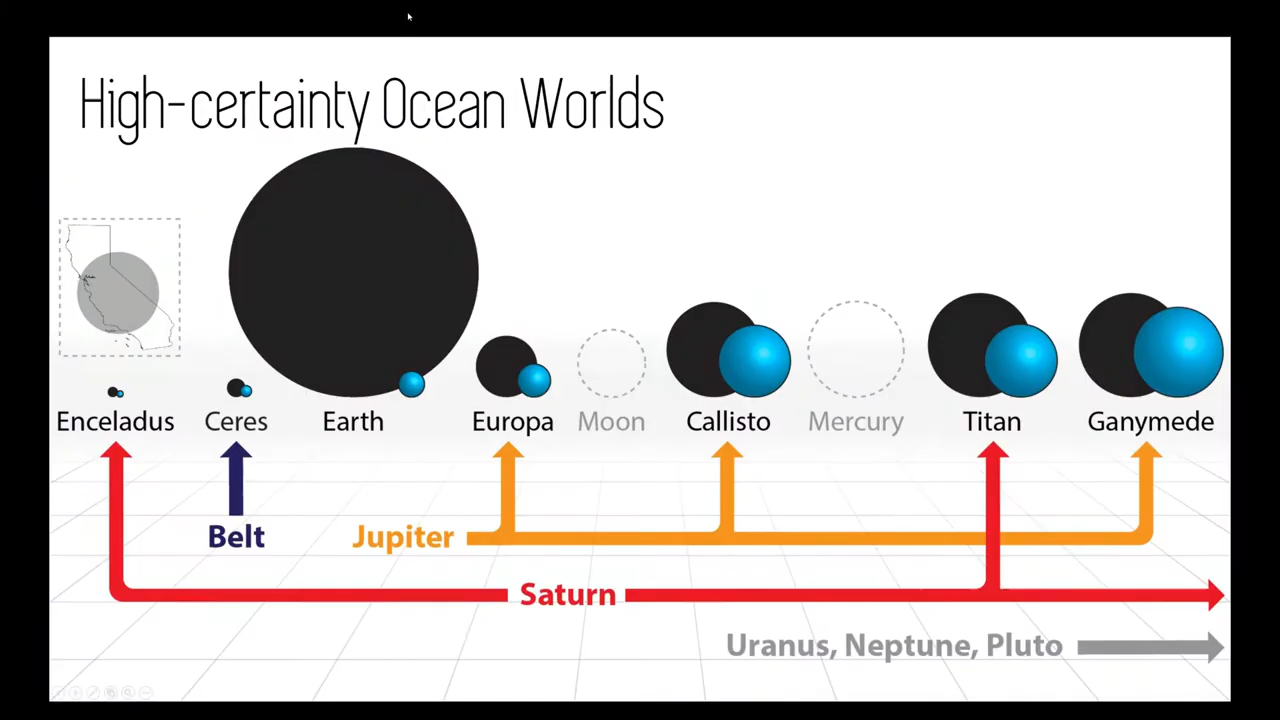 High-certainty Ocean Worlds
Enceladus Ceres Earth Europa Moon Callisto Mercury Titan Ganymede
Belt Jupiter
Saturn
Uranus, Neptune, Pluto